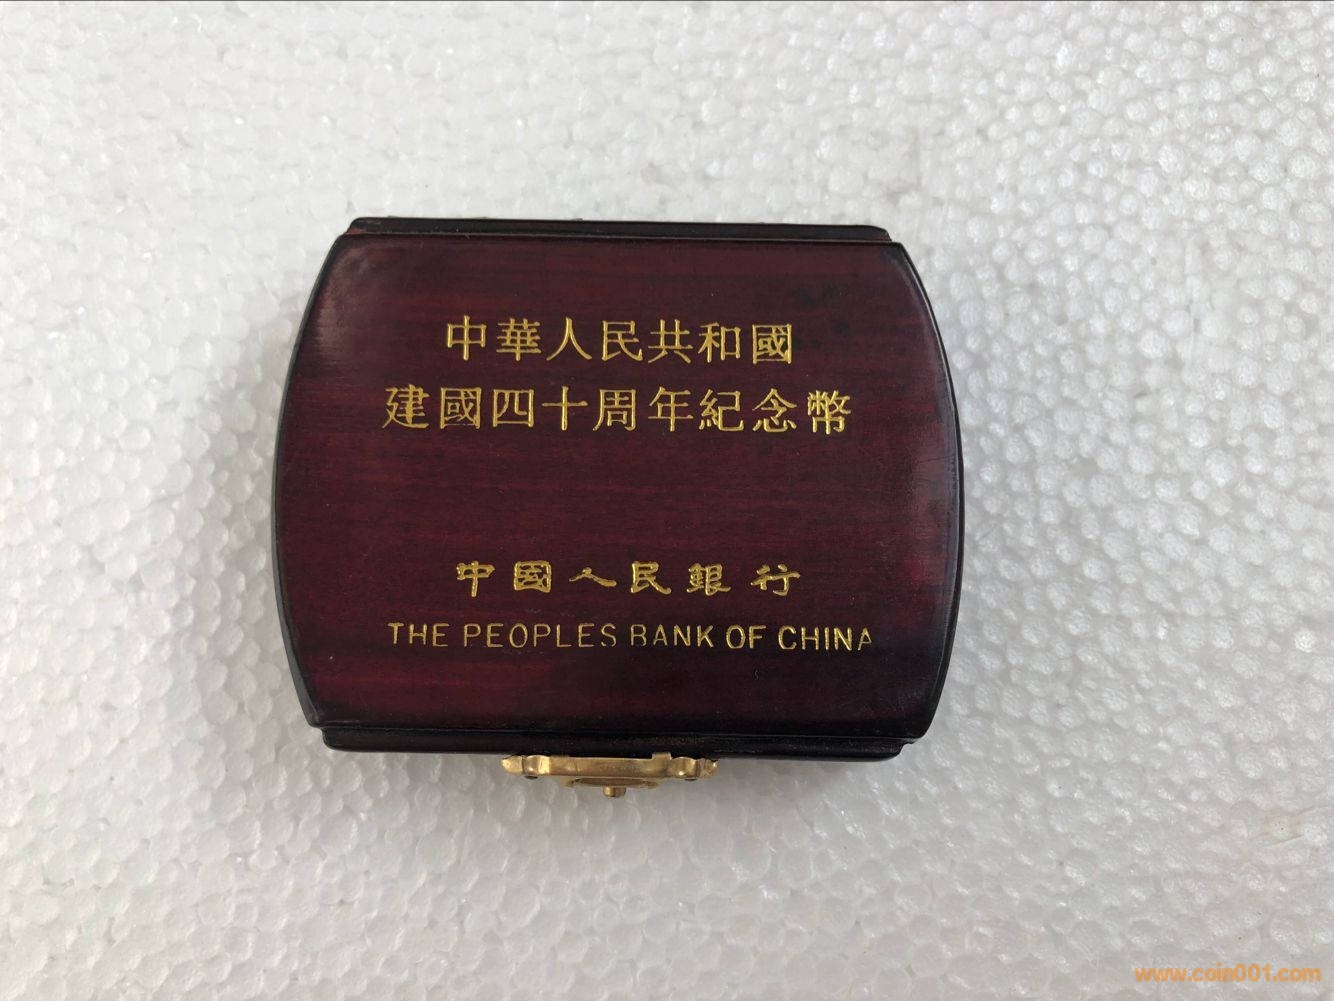 中華人民共和國
建國四十周年紀念幣
中國人民銀行
THE PEOPLES BANK OF CHINA
www.coin001.com